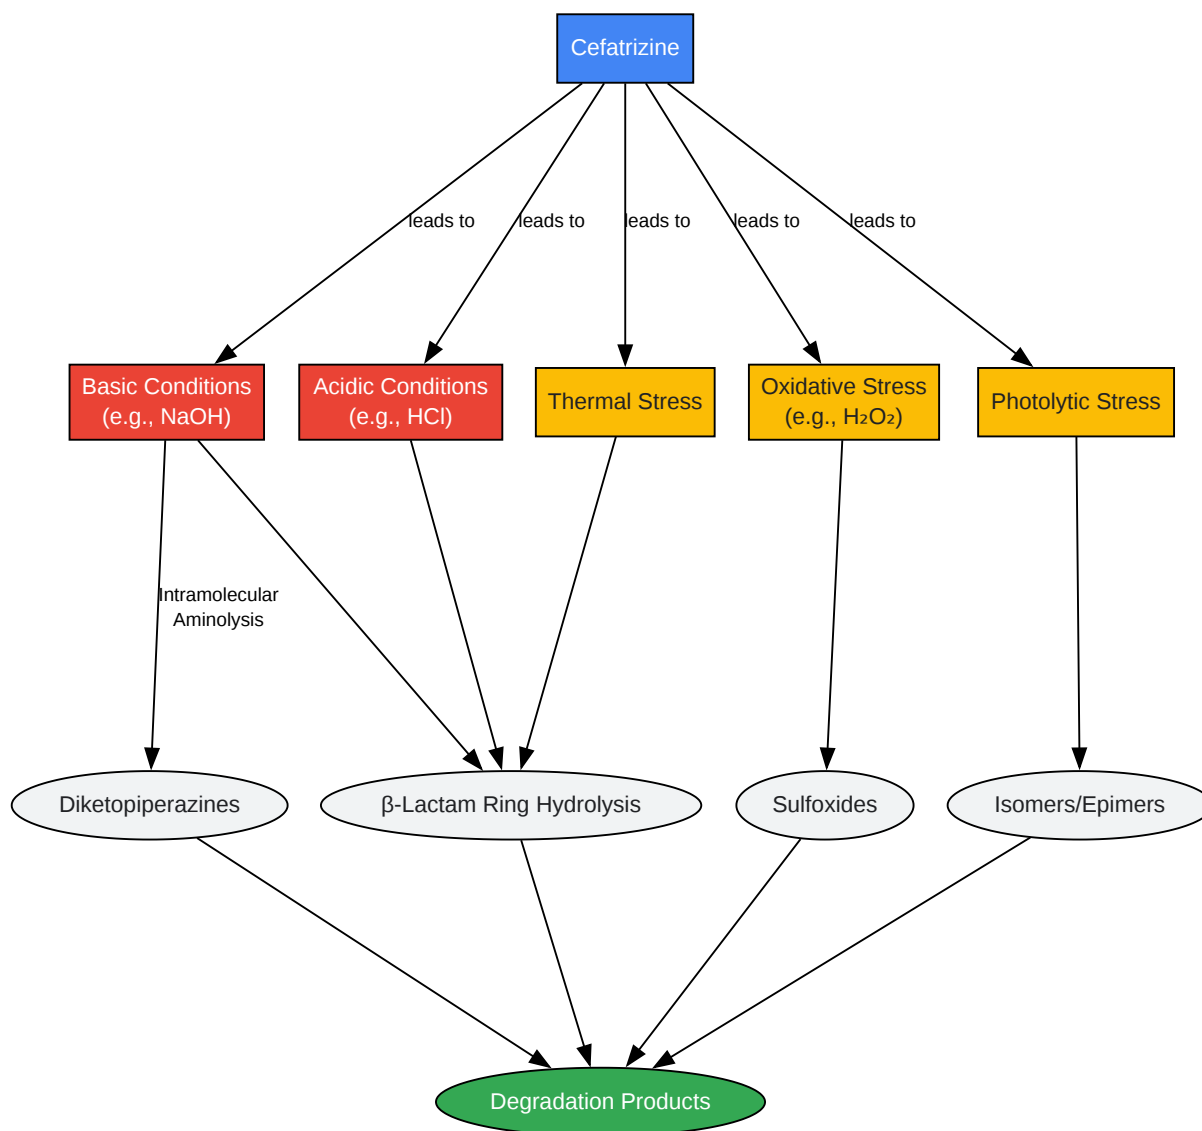 Cefatrizine
leads to
leads to
leads to
leads to
leads to
Basic Conditions
(e.g., NaOH)
Acidic Conditions
(e.g., HCl)
Thermal Stress
Oxidative Stress
(e.g., H₂O₂)
Photolytic Stress
Intramolecular
Aminolysis
Diketopiperazines
β-Lactam Ring Hydrolysis
Sulfoxides
Isomers/Epimers
Degradation Products